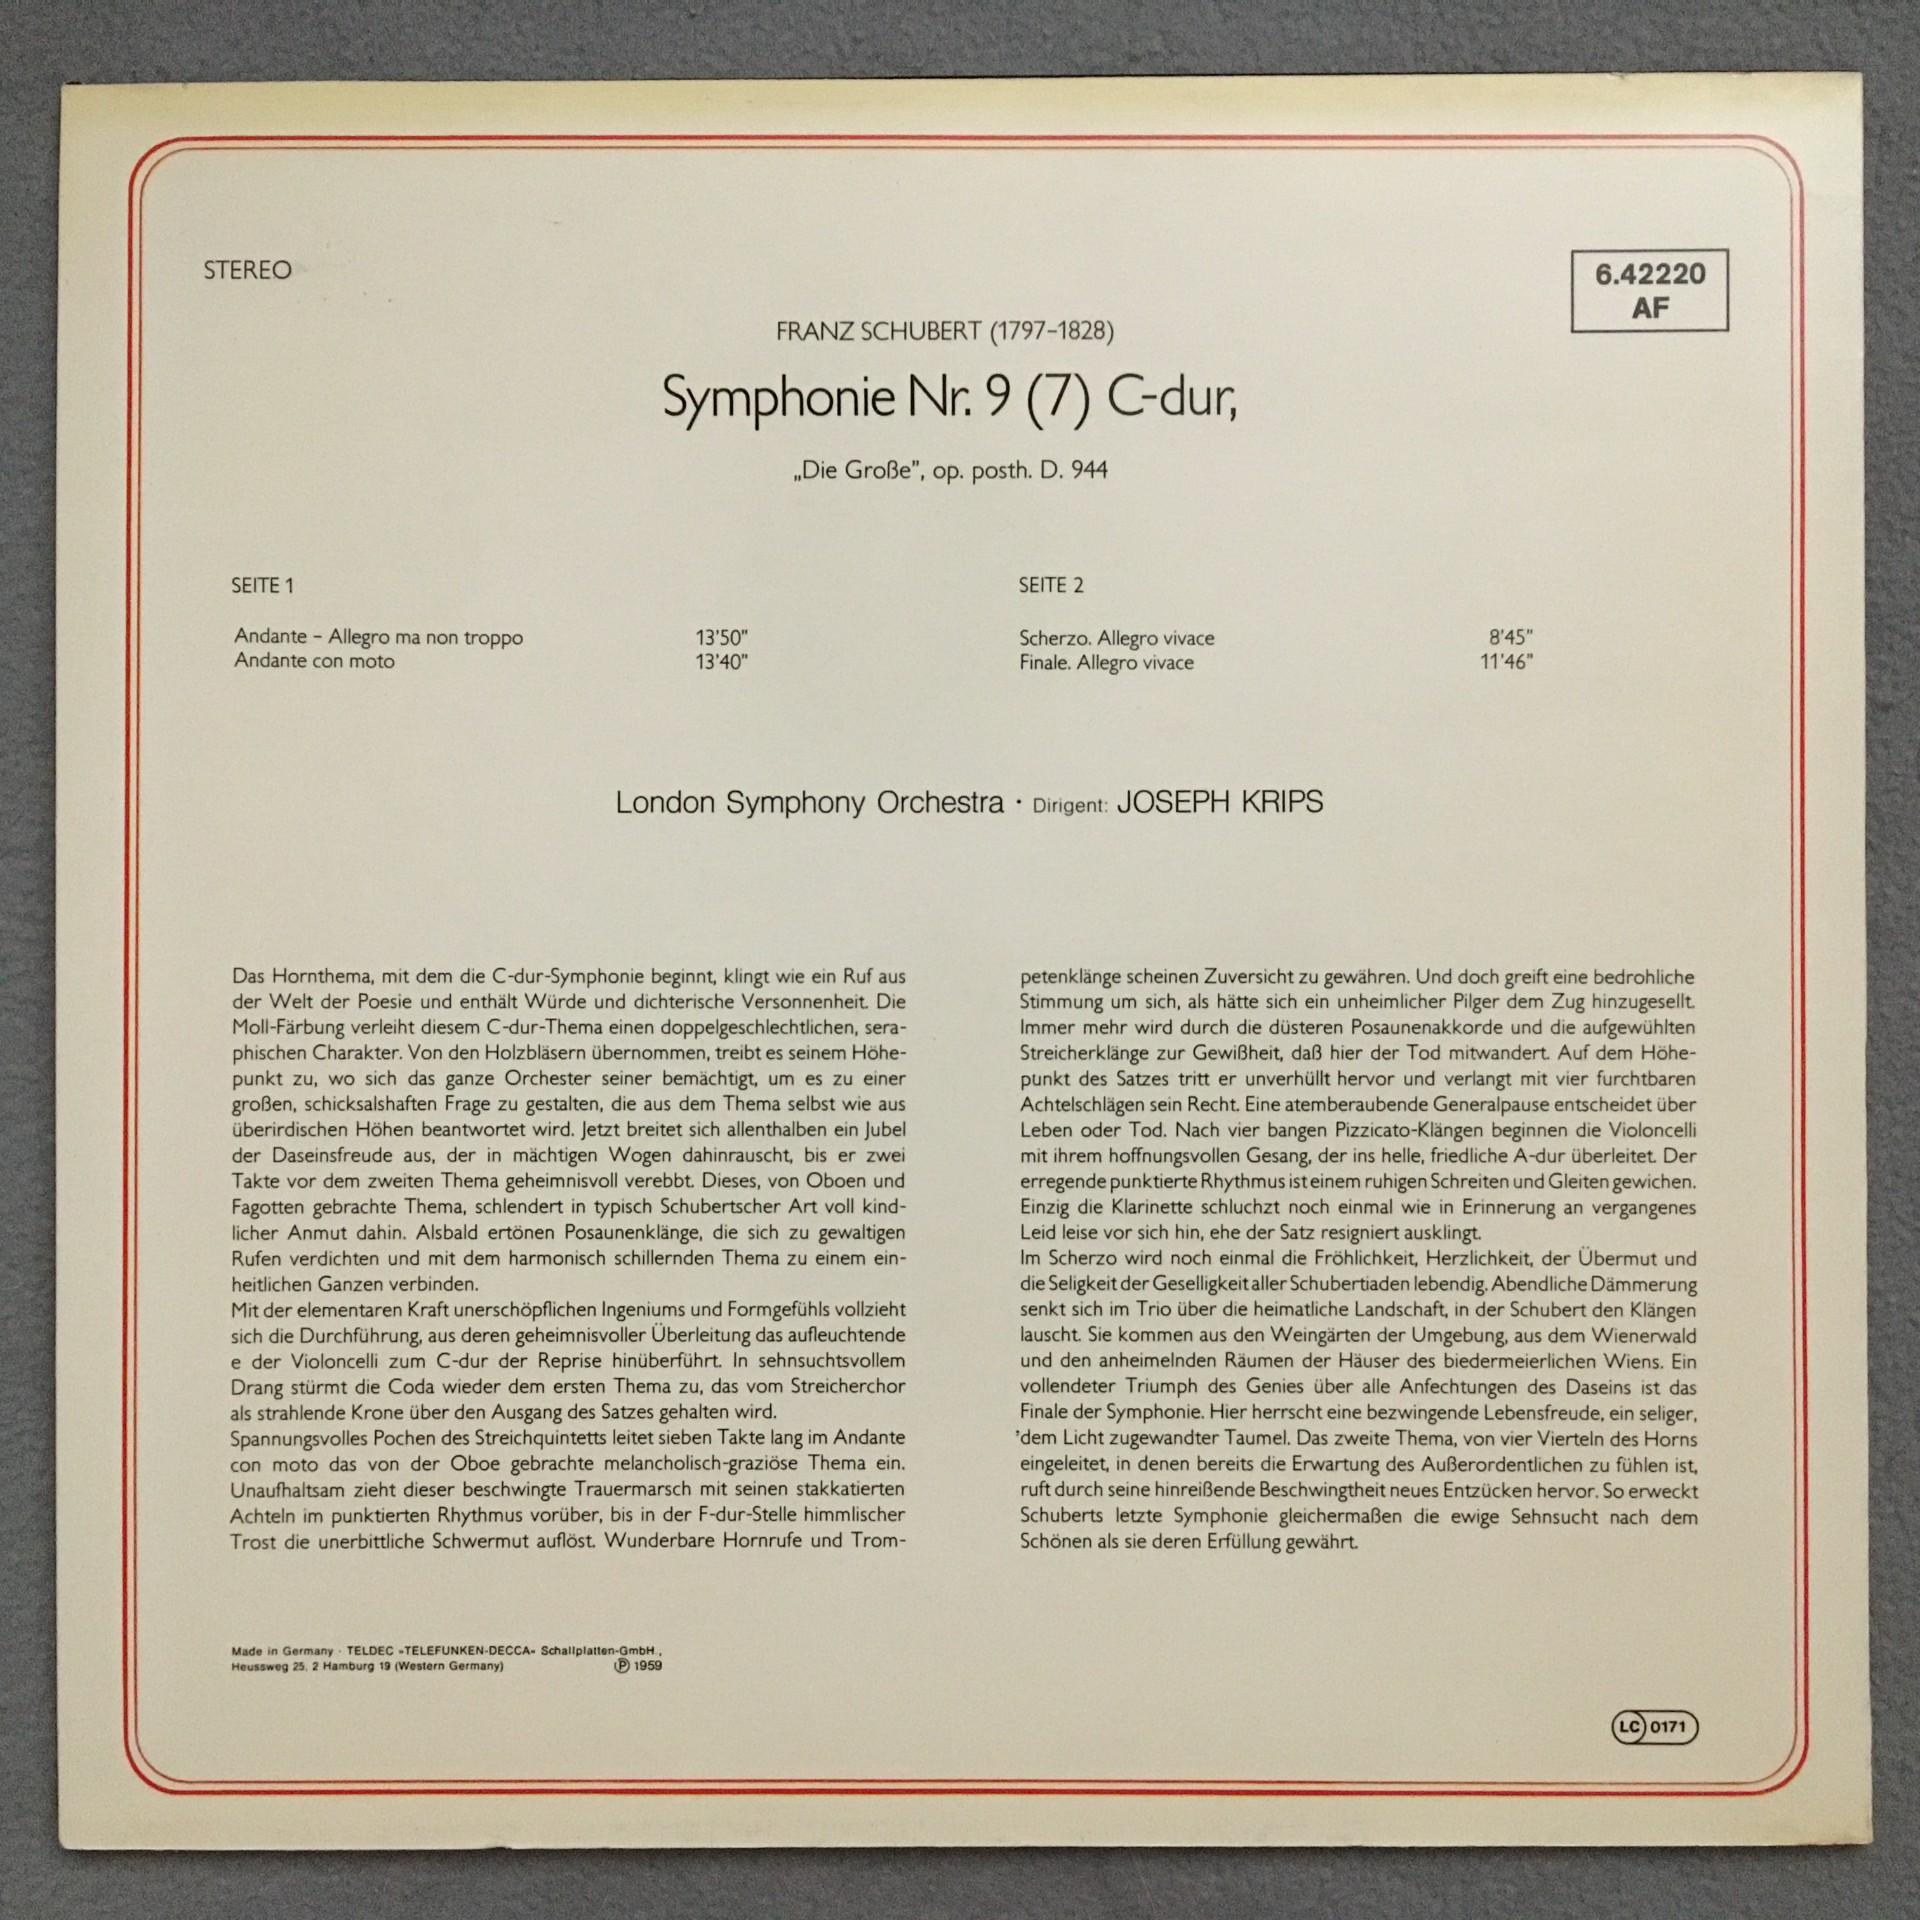 STEREO
6.42220
AF
FRANZ SCHUBERT (1797–1828)
Symphonie Nr. 9 (7) C-dur,
„Die Große”, op. posth. D. 944
SEITE 1
Andante – Allegro ma non troppo 13'50"
Andante con moto 13'40"
SEITE 2
Scherzo. Allegro vivace 8'45"
Finale. Allegro vivace 11'46"
London Symphony Orchestra · Dirigent: JOSEPH KRIPS
Das Hornthema, mit dem die C-dur-Symphonie beginnt, klingt wie ein Ruf aus
der Welt der Poesie und enthält Würde und dichterische Versonnenheit. Die
Moll-Färbung verleiht diesem C-dur-Thema einen doppelgeschlechtlichen, sera-
phischen Charakter. Von den Holzbläsern übernommen, treibt es seinem Höhe-
punkt zu, wo sich das ganze Orchester seiner bemächtigt, um es zu einer
großen, schicksalshaften Frage zu gestalten, die aus dem Thema selbst wie aus
überirdischen Höhen beantwortet wird. Jetzt breitet sich allenthalben ein Jubel
der Daseinsfreude aus, der in mächtigen Wogen dahinrauscht, bis er zwei
Takte vor dem zweiten Thema geheimnisvoll verebbt. Dieses, von Oboen und
Fagotten gebrachte Thema, schlendert in typisch Schubertscher Art voll kind-
licher Anmut dahin. Alsbald ertönen Posaunenklänge, die sich zu gewaltigen
Rufen verdichten und mit dem harmonisch schillernden Thema zu einem ein-
heitlichen Ganzen verbinden.
Mit der elementaren Kraft unerschöpflichen Ingeniums und Formgefühls vollzieht
sich die Durchführung, aus deren geheimnisvoller Überleitung das aufleuchtende
e der Violoncelli zum C-dur der Reprise hinüberführt. In sehnsuchtsvollem
Drang stürmt die Coda wieder dem ersten Thema zu, das vom Streicherchor
als strahlende Krone über den Ausgang des Satzes gehalten wird.
Spannungsvolles Pochen des Streichquintetts leitet sieben Takte lang im Andante
con moto das von der Oboe gebrachte melancholisch-graziöse Thema ein.
Unaufhaltsam zieht dieser beschwingte Trauermarsch mit seinen stakkatierten
Achteln im punktierten Rhythmus vorüber, bis in der F-dur-Stelle himmlischer
Trost die unerbittliche Schwermut auflöst. Wunderbare Hornrufe und Trom-
petenklänge scheinen Zuversicht zu gewähren. Und doch greift eine bedrohliche
Stimmung um sich, als hätte sich ein unheimlicher Pilger dem Zug hinzugesellt.
Immer mehr wird durch die düsteren Posaunenakkorde und die aufgewühlten
Streicherklänge zur Gewißheit, daß hier der Tod mitwandert. Auf dem Höhe-
punkt des Satzes tritt er unverhüllt hervor und verlangt mit vier furchtbaren
Achtelschlägen sein Recht. Eine atemberaubende Generalpause entscheidet über
Leben oder Tod. Nach vier bangen Pizzicato-Klängen beginnen die Violoncelli
mit ihrem hoffnungsvollen Gesang, der ins helle, friedliche A-dur überleitet. Der
erregende punktierte Rhythmus ist einem ruhigen Schreiten und Gleiten gewichen.
Einzig die Klarinette schluchzt noch einmal wie in Erinnerung an vergangenes
Leid leise vor sich hin, ehe der Satz resigniert ausklingt.
Im Scherzo wird noch einmal die Fröhlichkeit, Herzlichkeit, der Übermut und
die Seligkeit der Geselligkeit aller Schubertiaden lebendig. Abendliche Dämmerung
senkt sich im Trio über die heimatliche Landschaft, in der Schubert den Klängen
lauscht. Sie kommen aus den Weingärten der Umgebung, aus dem Wienerwald
und den anheimelnden Räumen der Häuser des biedermeierlichen Wiens. Ein
vollendeter Triumph des Genies über alle Anfechtungen des Daseins ist das
Finale der Symphonie. Hier herrscht eine bezwingende Lebensfreude, ein seliger,
'dem Licht zugewandter Taumel. Das zweite Thema, von vier Vierteln des Horns
eingeleitet, in denen bereits die Erwartung des Außerordentlichen zu fühlen ist,
ruft durch seine hinreißende Beschwingtheit neues Entzücken hervor. So erweckt
Schuberts letzte Symphonie gleichermaßen die ewige Sehnsucht nach dem
Schönen als sie deren Erfüllung gewährt.
Made in Germany · TELDEC »TELEFUNKEN-DECCA« Schallplatten-GmbH,
Heussweg 25, 2 Hamburg 19 (Western Germany) ℗ 1959
LC 0171